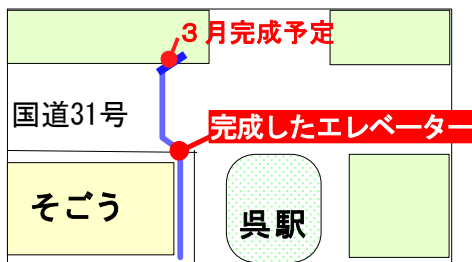 ３月完成予定
国道31号
完成したエレベーター
そごう
呉駅